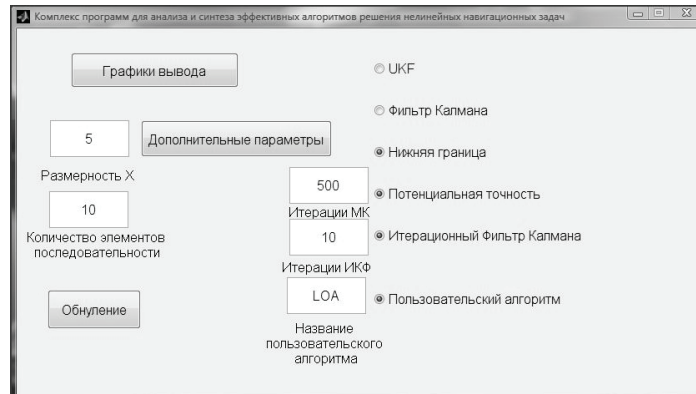 Комплекс программ для анализа и синтеза эффективных алгоритмов решения нелинейных навигационных задач
Графики вывода
UKF
Фильтр Калмана
5
Дополнительные параметры
Нижняя граница
Размерность X
500
Потенциальная точность
Итерации МК
10
Количество элементов
последовательности
10
Итерационный Фильтр Калмана
Итерации ИКФ
Обнуление
LOA
Пользовательский алгоритм
Название
пользовательского
алгоритма